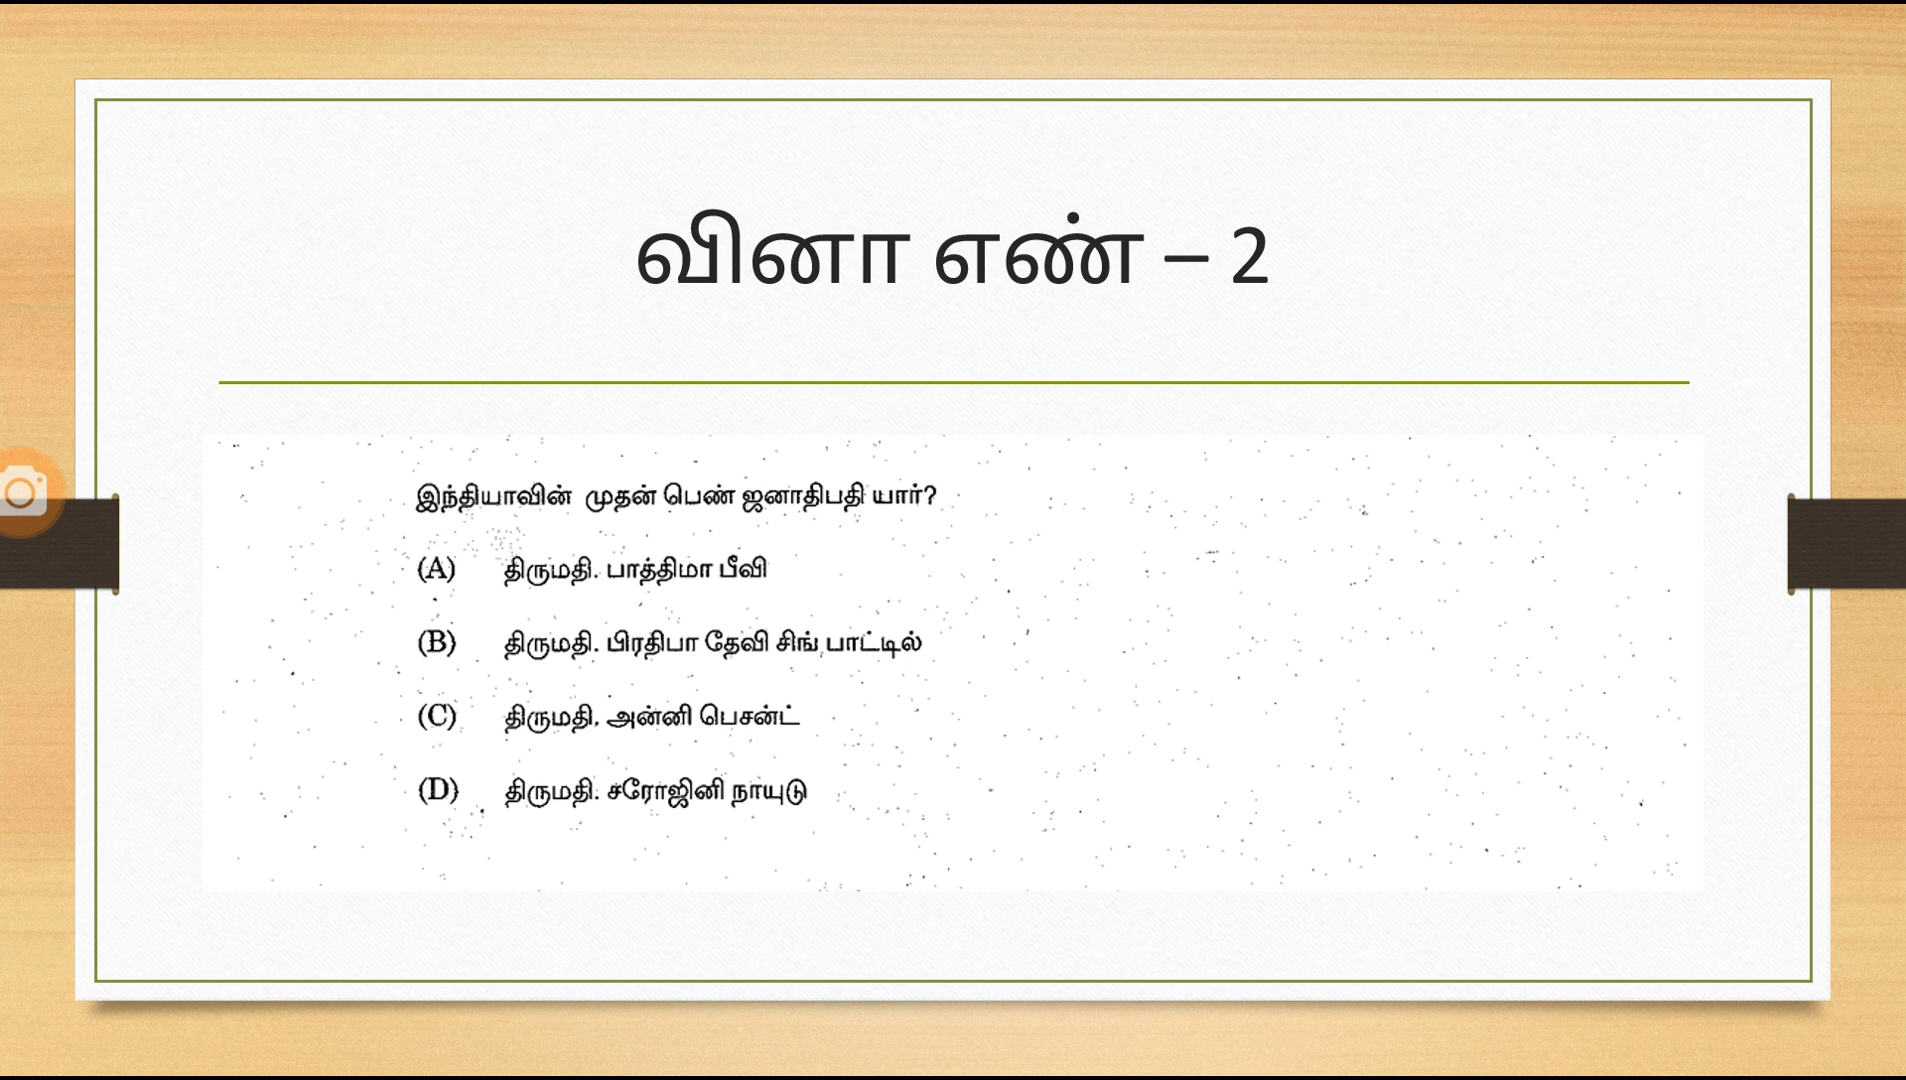 வினா எண் – 2
இந்தியாவின் முதன் பெண் ஜனாதிபதி யார்?
(A) திருமதி. பாத்திமா பீவி
(B) திருமதி. பிரதிபா தேவி சிங் பாட்டில்
(C) திருமதி. அன்னி பெசன்ட்
(D) திருமதி. சரோஜினி நாயுடு